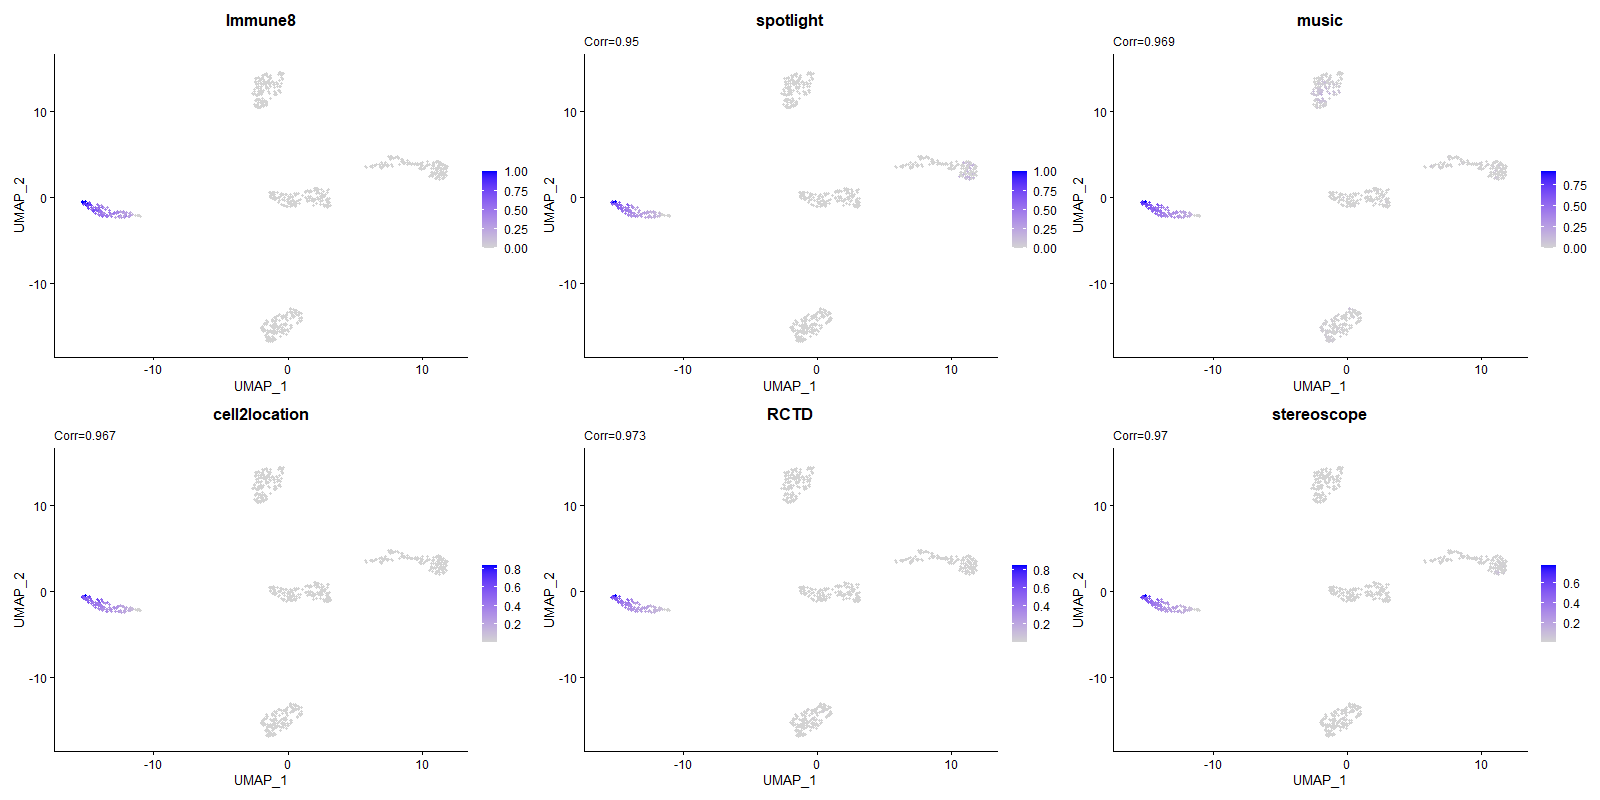 Immune8
UMAP_2
10
0
-10
-10
0
10
UMAP_1
1.00
0.75
0.50
0.25
0.00
spotlight
Corr=0.95
UMAP_2
10
0
-10
-10
0
10
UMAP_1
1.00
0.75
0.50
0.25
0.00
music
Corr=0.969
UMAP_2
10
0
-10
-10
0
10
UMAP_1
0.75
0.50
0.25
0.00
cell2location
Corr=0.967
UMAP_2
10
0
-10
-10
0
10
UMAP_1
0.8
0.6
0.4
0.2
RCTD
Corr=0.973
UMAP_2
10
0
-10
-10
0
10
UMAP_1
0.8
0.6
0.4
0.2
stereoscope
Corr=0.97
UMAP_2
10
0
-10
-10
0
10
UMAP_1
0.6
0.4
0.2